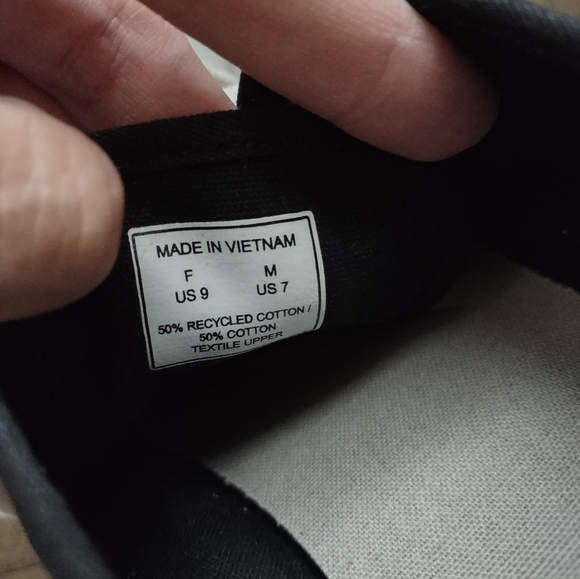 MADE IN VIETNAM
F M
US 9 US 7
50% RECYCLED COTTON /
50% COTTON
TEXTILE UPPER